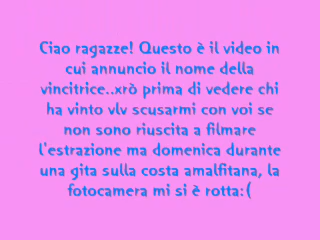 Ciao ragazze! Questo è il video in
cui annuncio il nome della
vincitrice..xrò prima di vedere chi
ha vinto vlv scusarmi con voi se
non sono riuscita a filmare
l'estrazione ma domenica durante
una gita sulla costa amalfitana, la
fotocamera mi si è rotta:(